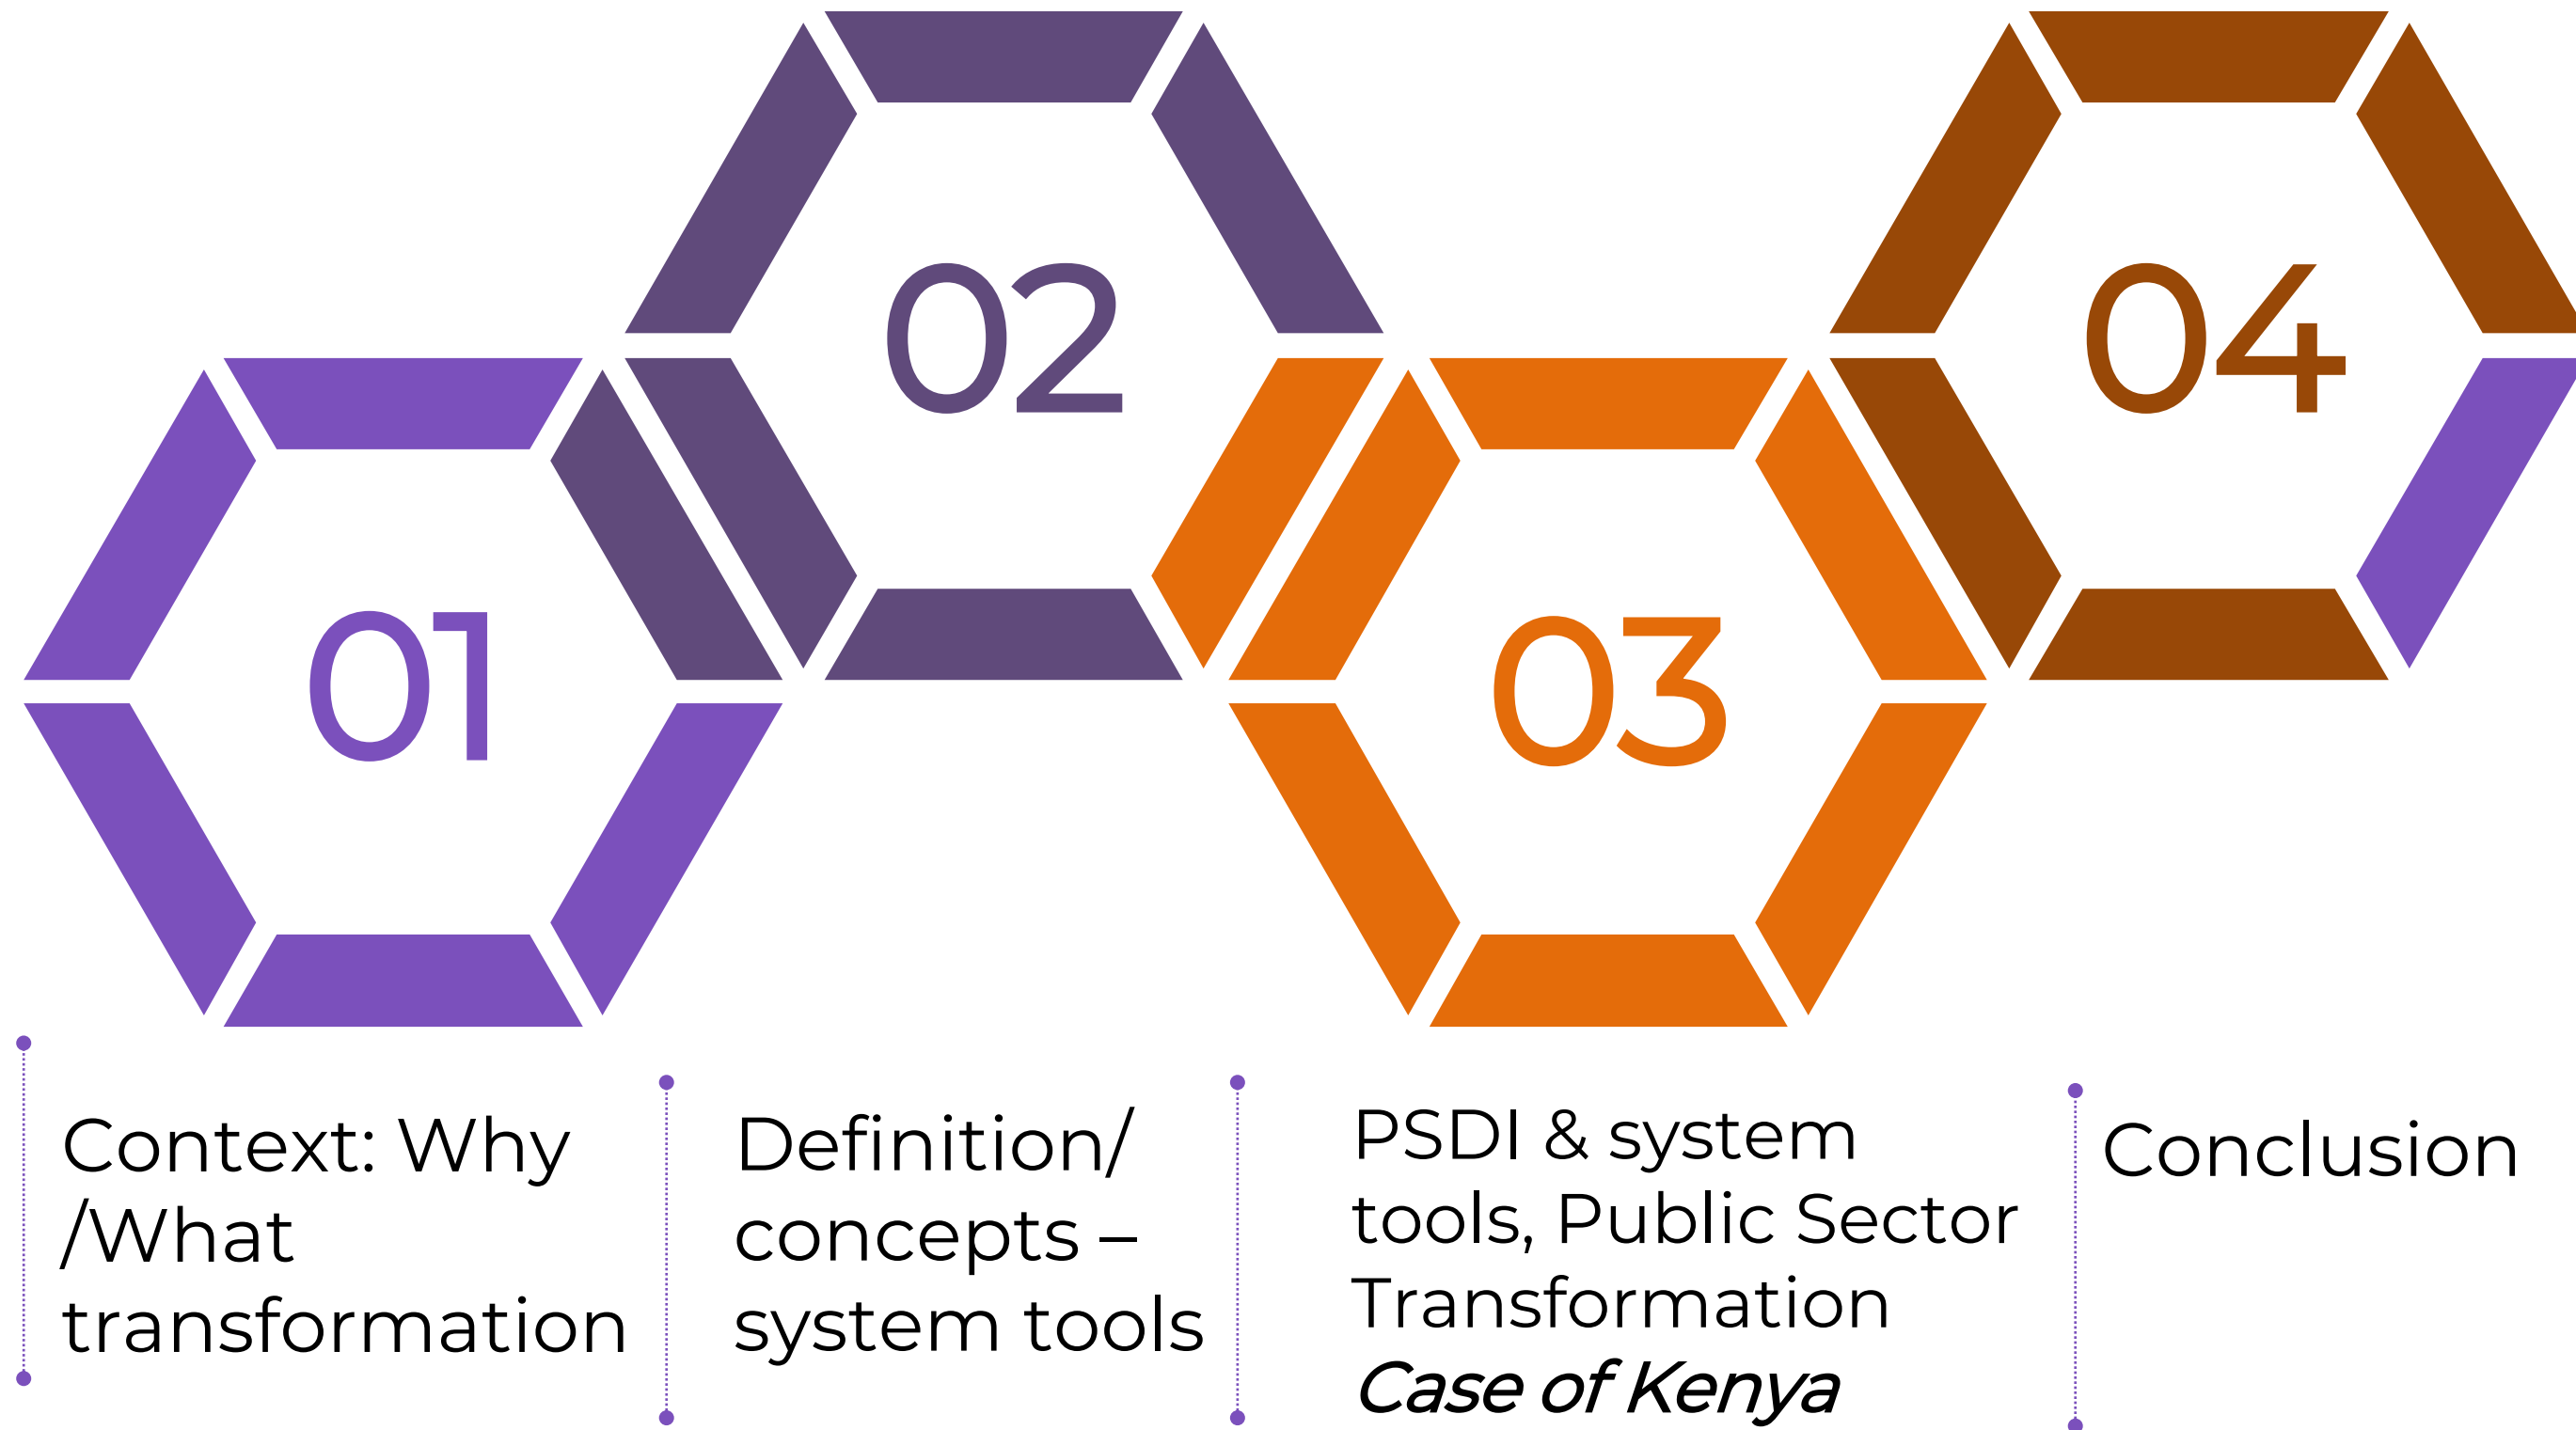 01
02
03
04
Context: Why
/What
transformation
Definition/
concepts –
system tools
PSDI & system
tools, Public Sector
Transformation
Case of Kenya
Conclusion